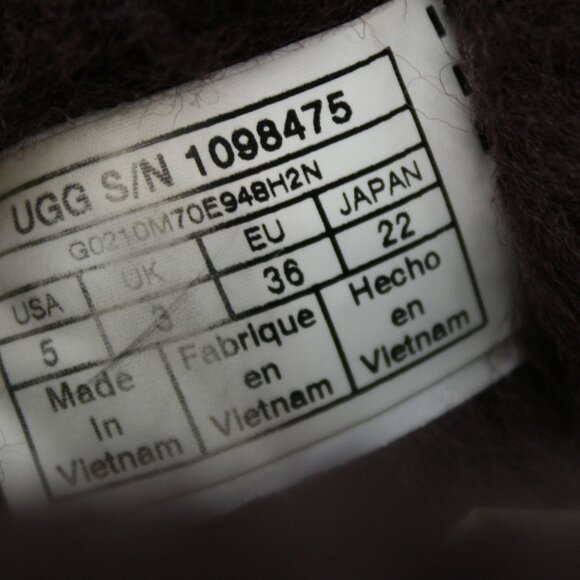 UGG S/N 1098475
G0210M70E948H2N
USA UK EU JAPAN
5 3 36 22
Made
In
Vietnam
Fabrique
en
Vietnam
Hecho
en
Vietnam